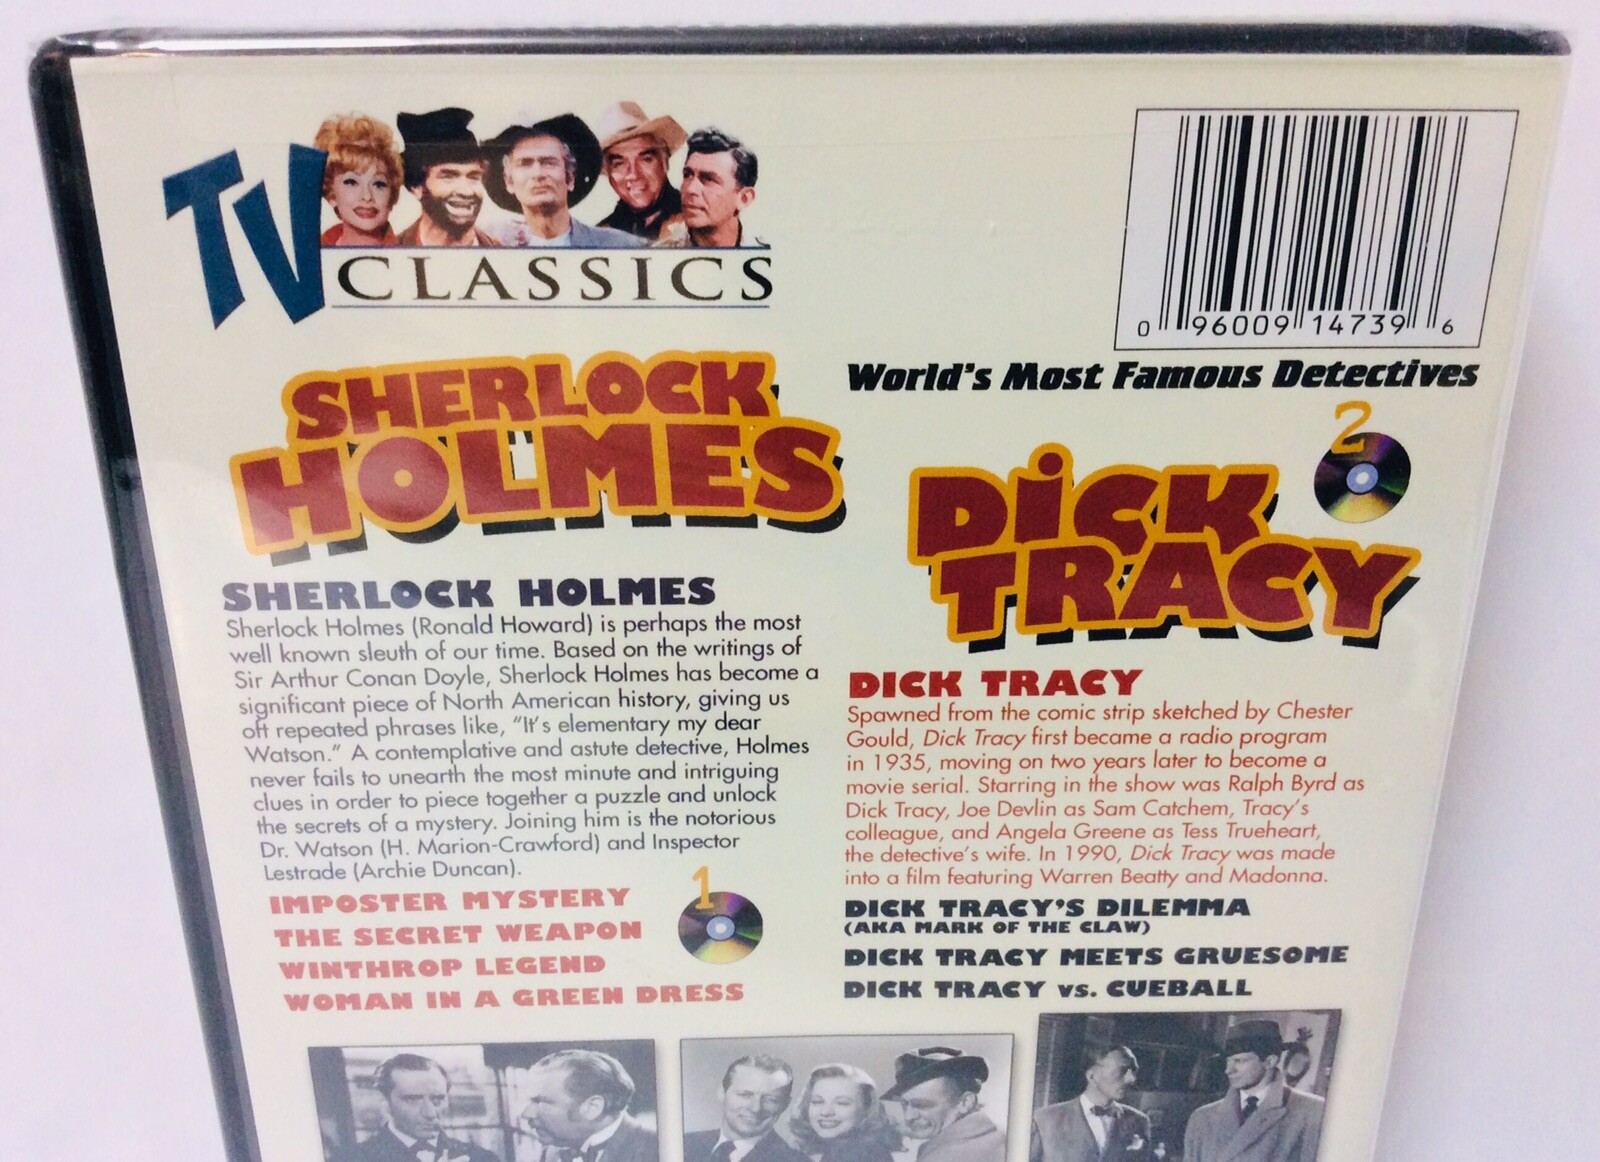 TV
CLASSICS
0 96009 14739 6
SHERLOCK
HOLMES
SHERLOCK HOLMES
Sherlock Holmes (Ronald Howard) is perhaps the most
well known sleuth of our time. Based on the writings of
Sir Arthur Conan Doyle, Sherlock Holmes has become a
significant piece of North American history, giving us
oft repeated phrases like, “It's elementary my dear
Watson.” A contemplative and astute detective, Holmes
never fails to unearth the most minute and intriguing
clues in order to piece together a puzzle and unlock
the secrets of a mystery. Joining him is the notorious
Dr. Watson (H. Marion-Crawford) and Inspector
Lestrade (Archie Duncan).
1
IMPOSTER MYSTERY
THE SECRET WEAPON
WINTHROP LEGEND
WOMAN IN A GREEN DRESS
World's Most Famous Detectives
2
DiCK
TRACY
DICK TRACY
Spawned from the comic strip sketched by Chester
Gould, Dick Tracy first became a radio program
in 1935, moving on two years later to become a
movie serial. Starring in the show was Ralph Byrd as
Dick Tracy, Joe Devlin as Sam Catchem, Tracy's
colleague, and Angela Greene as Tess Trueheart,
the detective's wife. In 1990, Dick Tracy was made
into a film featuring Warren Beatty and Madonna.
DICK TRACY'S DILEMMA
(AKA MARK OF THE CLAW)
DICK TRACY MEETS GRUESOME
DICK TRACY vs. CUEBALL